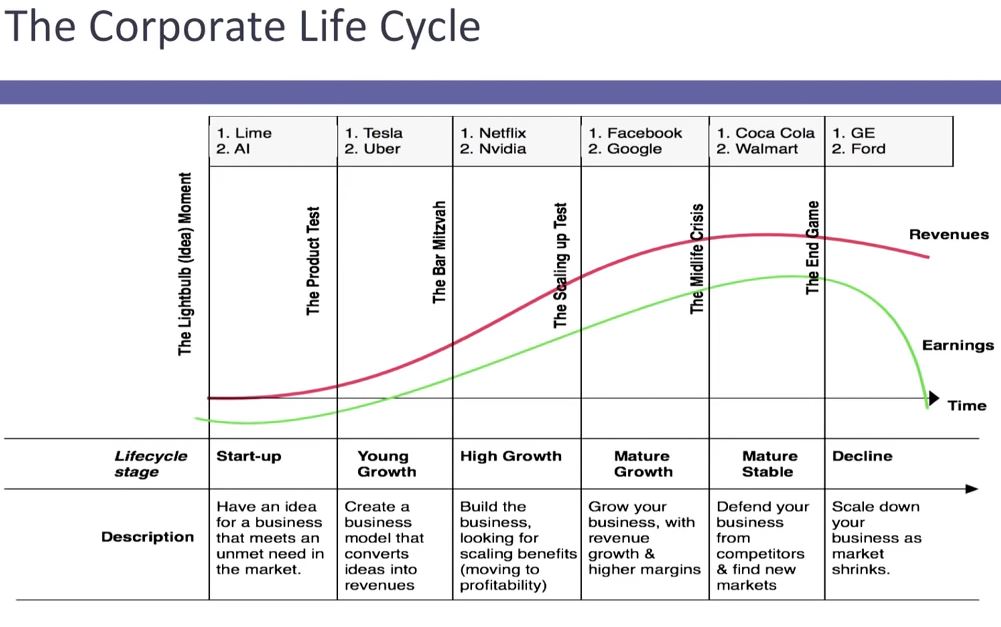 The Corporate Life Cycle
1. Lime
2. AI
1. Tesla
2. Uber
1. Netflix
2. Nvidia
1. Facebook
2. Google
1. Coca Cola
2. Walmart
1. GE
2. Ford
The Lightbulb (Idea) Moment
The Product Test
The Bar Mitzvah
The Scaling up Test
The Midlife Crisis
The End Game
Revenues
Earnings
Time
Lifecycle
stage
Start-up
Young
Growth
High Growth
Mature
Growth
Mature
Stable
Decline
Description
Have an idea
for a business
that meets an
unmet need in
the market.
Create a
business
model that
converts
ideas into
revenues
Build the
business,
looking for
scaling benefits
(moving to
profitability)
Grow your
business, with
revenue
growth &
higher margins
Defend your
business
from
competitors
& find new
markets
Scale down
your
business as
market
shrinks.